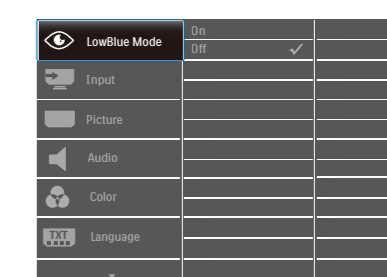 LowBlue Mode
On
Off
Input
Picture
Audio
Color
TXT
Language